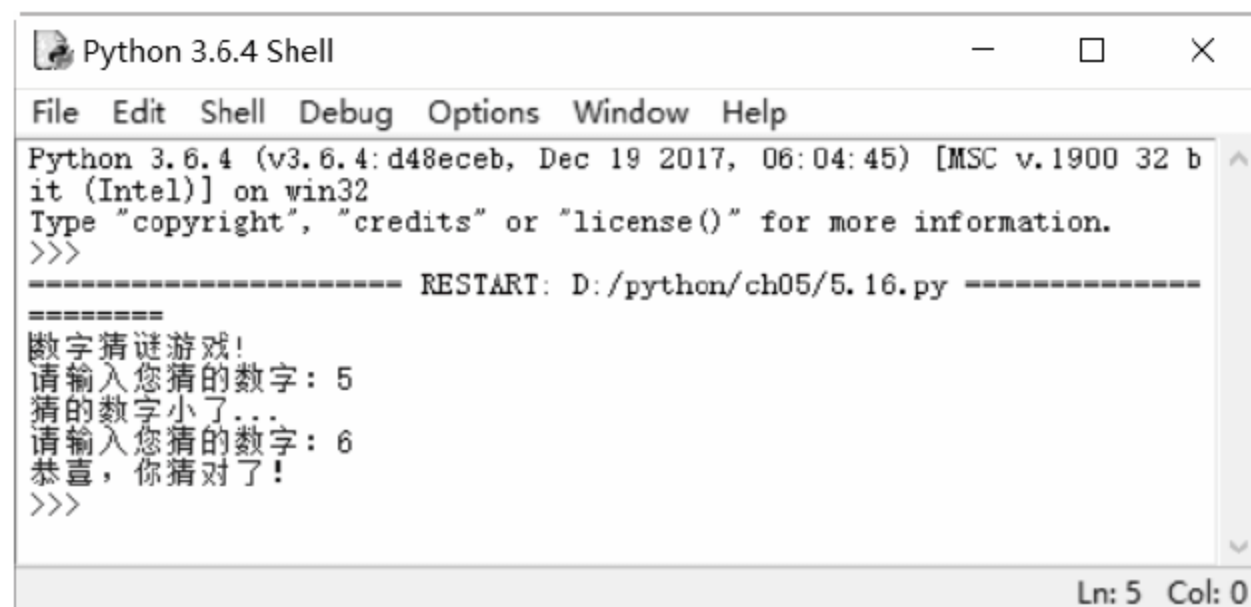 Python 3.6.4 Shell
File Edit Shell Debug Options Window Help
Python 3.6.4 (v3.6.4:d48eceb, Dec 19 2017, 06:04:45) [MSC v.1900 32 b
it (Intel)] on win32
Type "copyright", "credits" or "license()" for more information.
>>>
====================== RESTART: D:/python/ch05/5.16.py ==============
========
数字猜谜游戏!
请输入您猜的数字: 5
猜的数字小了...
请输入您猜的数字: 6
恭喜，你猜对了!
>>>
Ln: 5 Col: 0